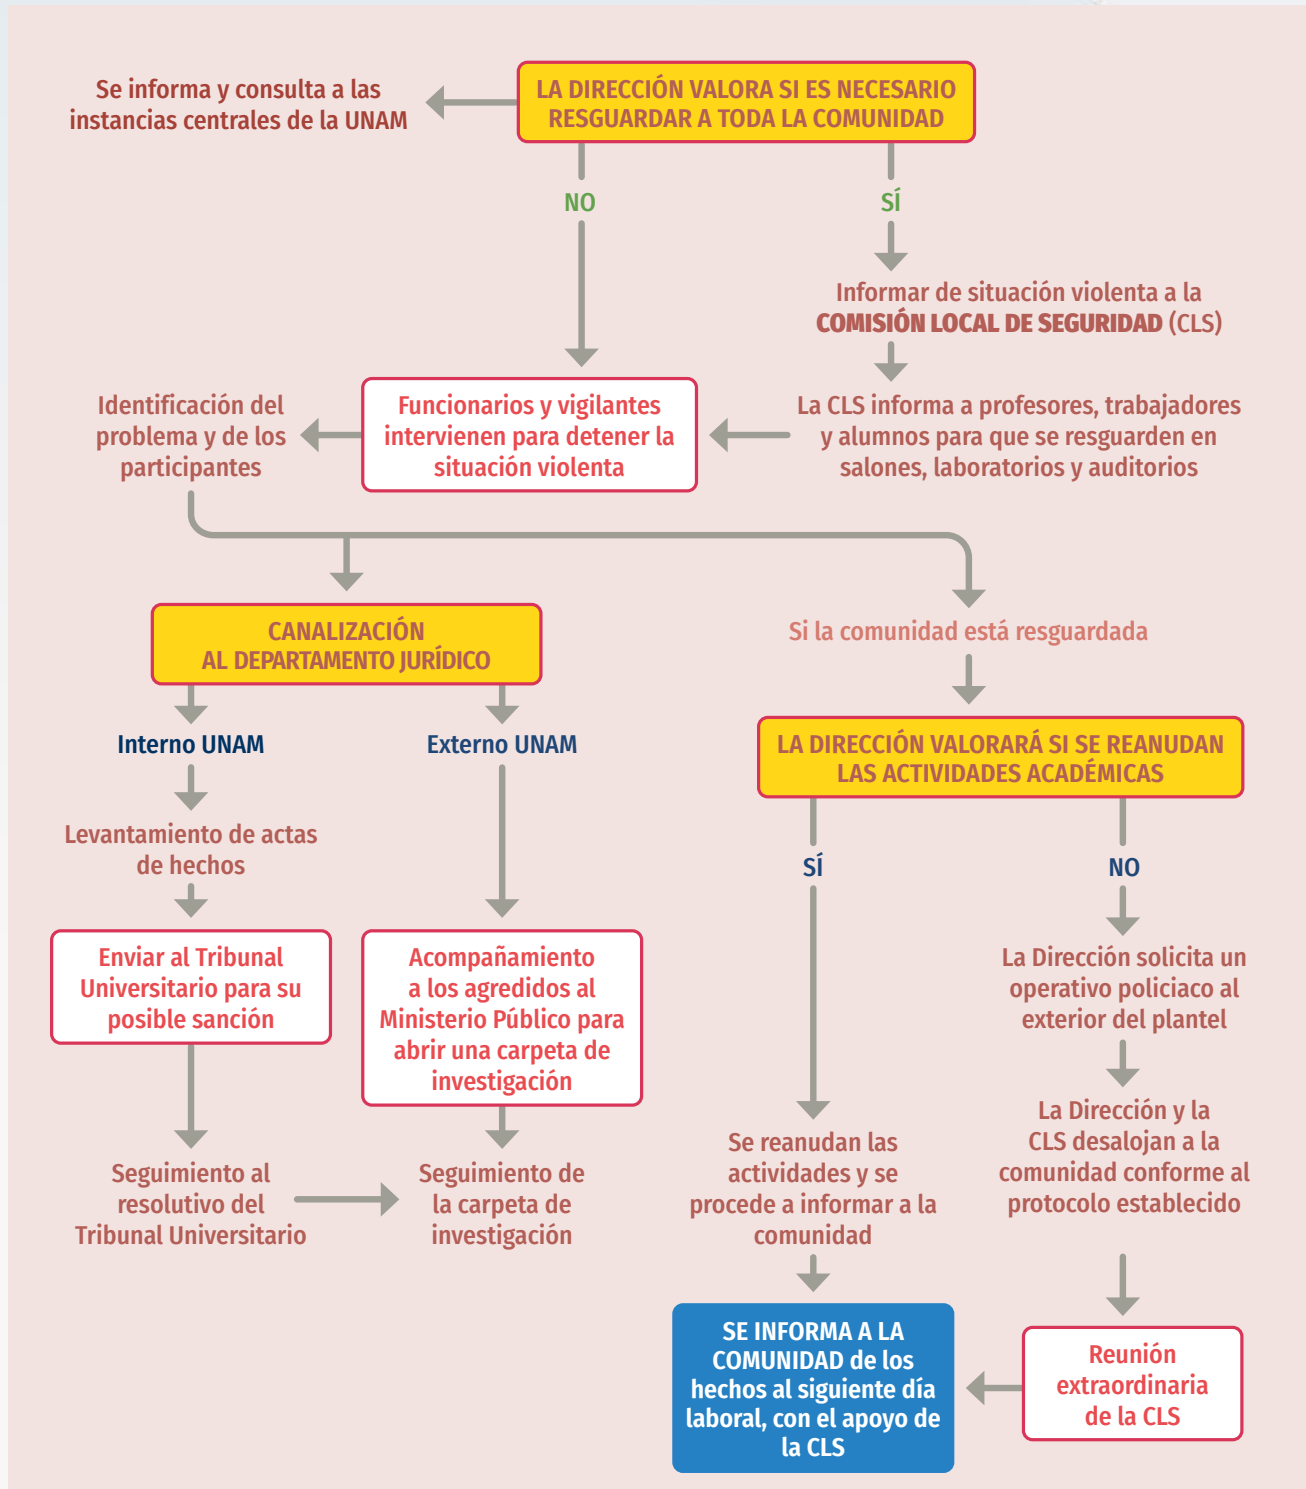 Se informa y consulta a las
instancias centrales de la UNAM
LA DIRECCIÓN VALORA SI ES NECESARIO
RESGUARDAR A TODA LA COMUNIDAD
NO
SÍ
Informar de situación violenta a la
COMISIÓN LOCAL DE SEGURIDAD (CLS)
Identificación del
problema y de los
participantes
Funcionarios y vigilantes
intervienen para detener la
situación violenta
La CLS informa a profesores, trabajadores
y alumnos para que se resguarden en
salones, laboratorios y auditorios
CANALIZACIÓN
AL DEPARTAMENTO JURÍDICO
Si la comunidad está resguardada
Interno UNAM
Externo UNAM
LA DIRECCIÓN VALORARÁ SI SE REANUDAN
LAS ACTIVIDADES ACADÉMICAS
Levantamiento de actas
de hechos
SÍ
NO
Enviar al Tribunal
Universitario para su
posible sanción
Acompañamiento
a los agredidos al
Ministerio Público para
abrir una carpeta de
investigación
La Dirección solicita un
operativo policiaco al
exterior del plantel
Seguimiento al
resolutivo del
Tribunal Universitario
Seguimiento de
la carpeta de
investigación
Se reanudan las
actividades y se
procede a informar a la
comunidad
La Dirección y la
CLS desalojan a la
comunidad conforme al
protocolo establecido
SE INFORMA A LA
COMUNIDAD de los
hechos al siguiente día
laboral, con el apoyo de
la CLS
Reunión
extraordinaria
de la CLS